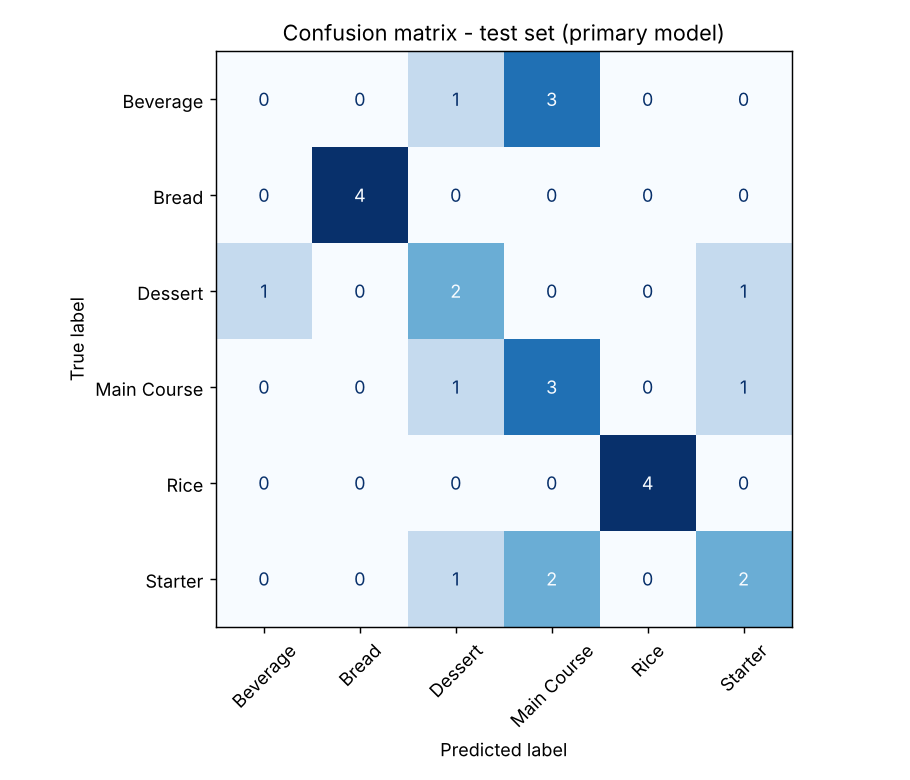 Confusion matrix - test set (primary model)
Beverage 0 0 1 3 0 0
Bread 0 4 0 0 0 0
Dessert 1 0 2 0 0 1
Main Course 0 0 1 3 0 1
Rice 0 0 0 0 4 0
Starter 0 0 1 2 0 2
True label
Beverage Bread Dessert Main Course Rice Starter
Predicted label